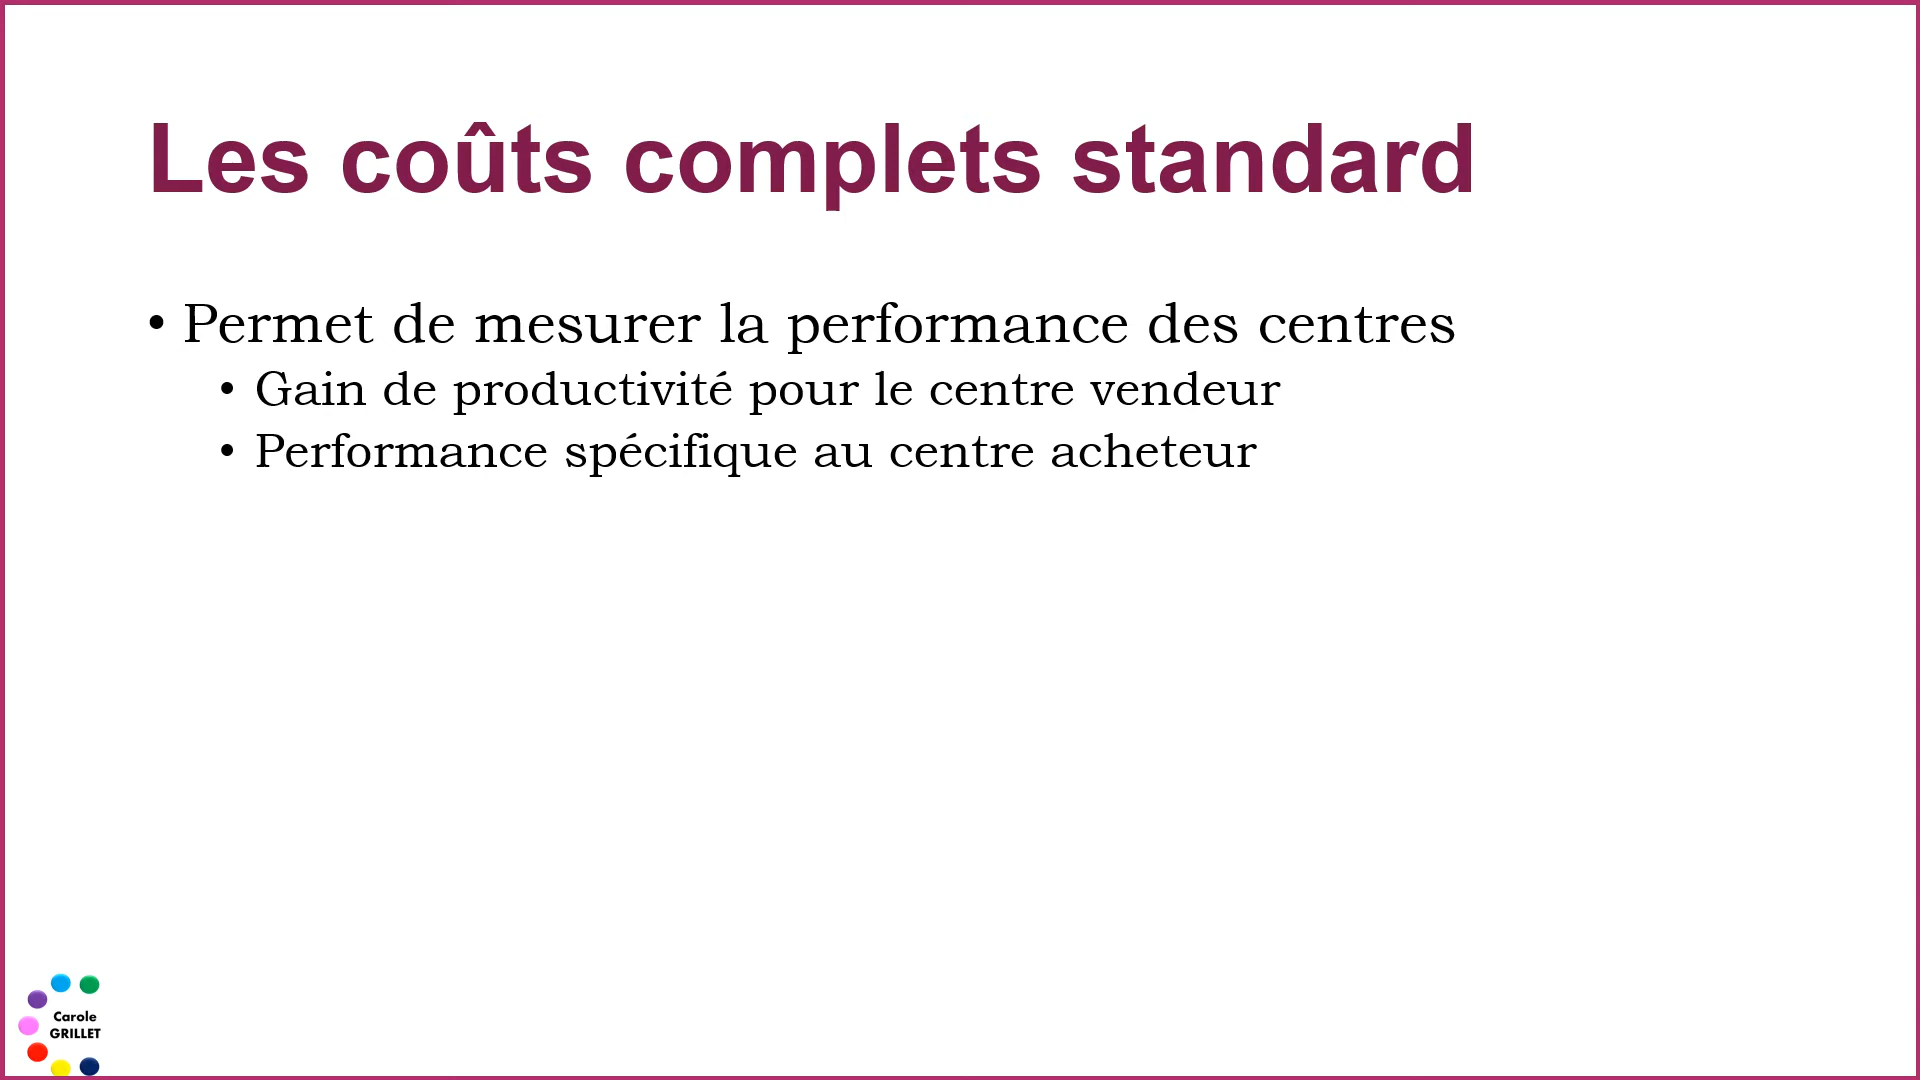 Les coûts complets standard
• Permet de mesurer la performance des centres
• Gain de productivité pour le centre vendeur
• Performance spécifique au centre acheteur
Carole
GRILLET